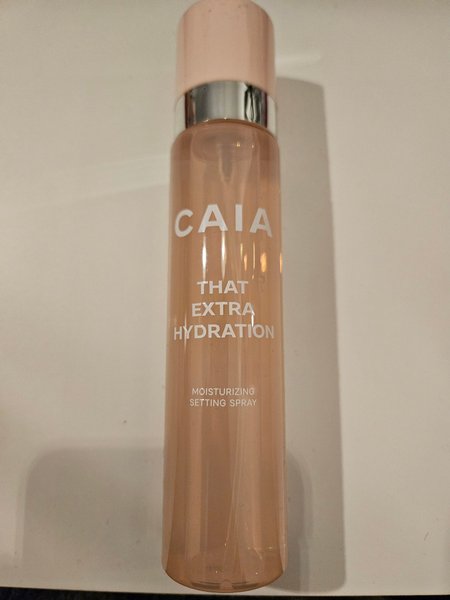 CAIA
THAT
EXTRA
HYDRATION
MOISTURIZING
SETTING SPRAY